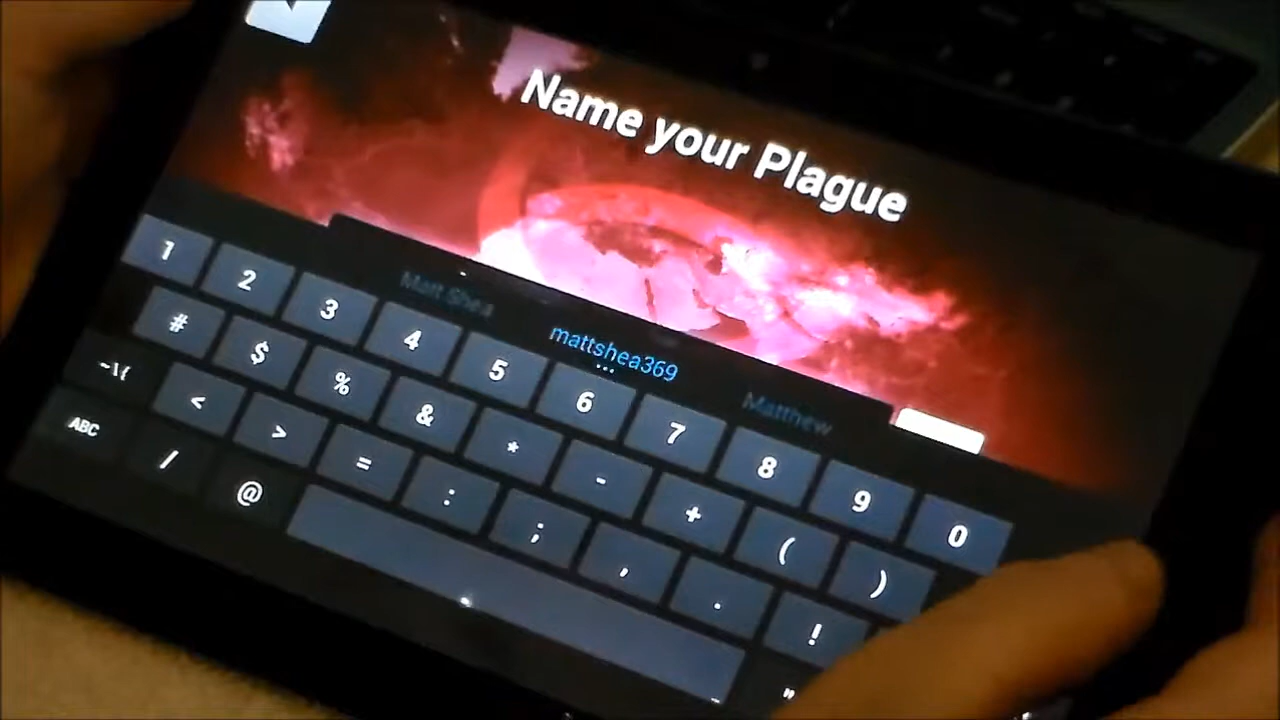 Name your Plague
Matt Shea mattshea369 Matthew
1 2 3 4 5 6 7 8 9 0
# $ % & * - + ( )
~\{ < > = : ; , . !
ABC / @ "